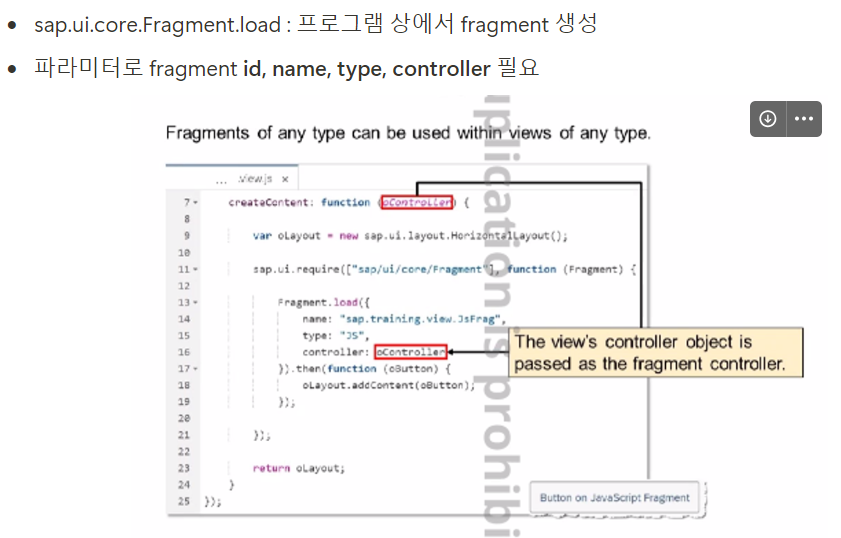 • sap.ui.core.Fragment.load : 프로그램 상에서 fragment 생성
• 파라미터로 fragment id, name, type, controller 필요
Fragments of any type can be used within views of any type.
... .view.js ×
7 createContent: function (oController) {
8
9 var oLayout = new sap.ui.layout.HorizontalLayout();
10
11 sap.ui.require(["sap/ui/core/Fragment"], function (Fragment) {
12
13 Fragment.load({
14 name: "sap.training.view.JsFrag",
15 type: "JS",
16 controller: oController
17 }).then(function (oButton) {
18 oLayout.addContent(oButton);
19 });
20
21 });
22
23 return oLayout;
24 }
25 });
The view's controller object is
passed as the fragment controller.
Button on JavaScript Fragment
uplication is prohibi